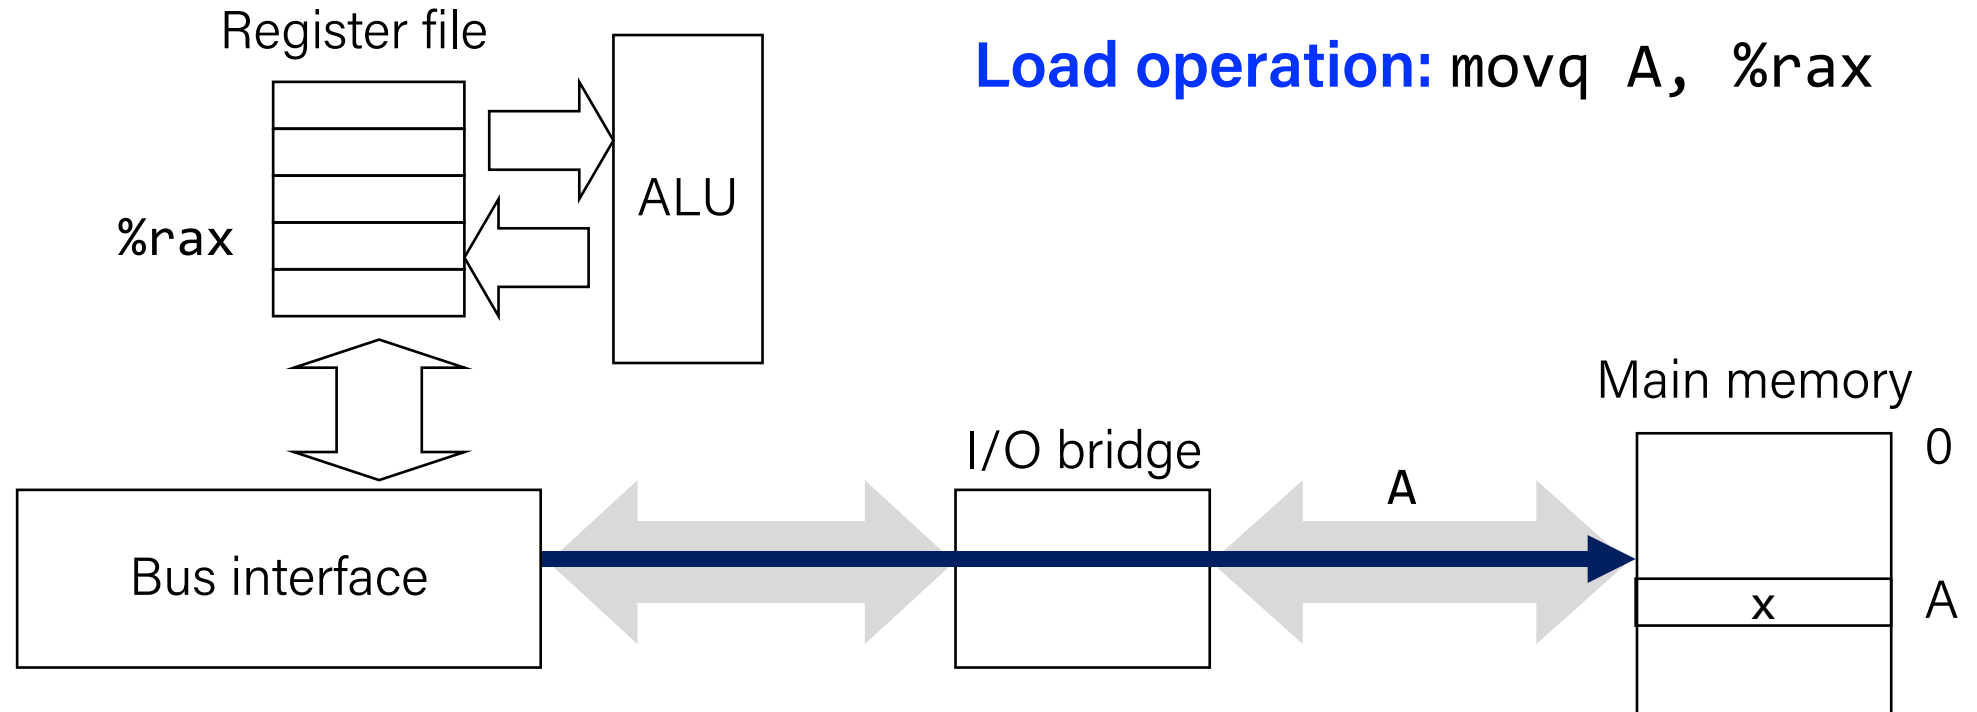 Register file
Load operation: movq A, %rax
ALU
%rax
Main memory
I/O bridge
0
A
Bus interface
x
A